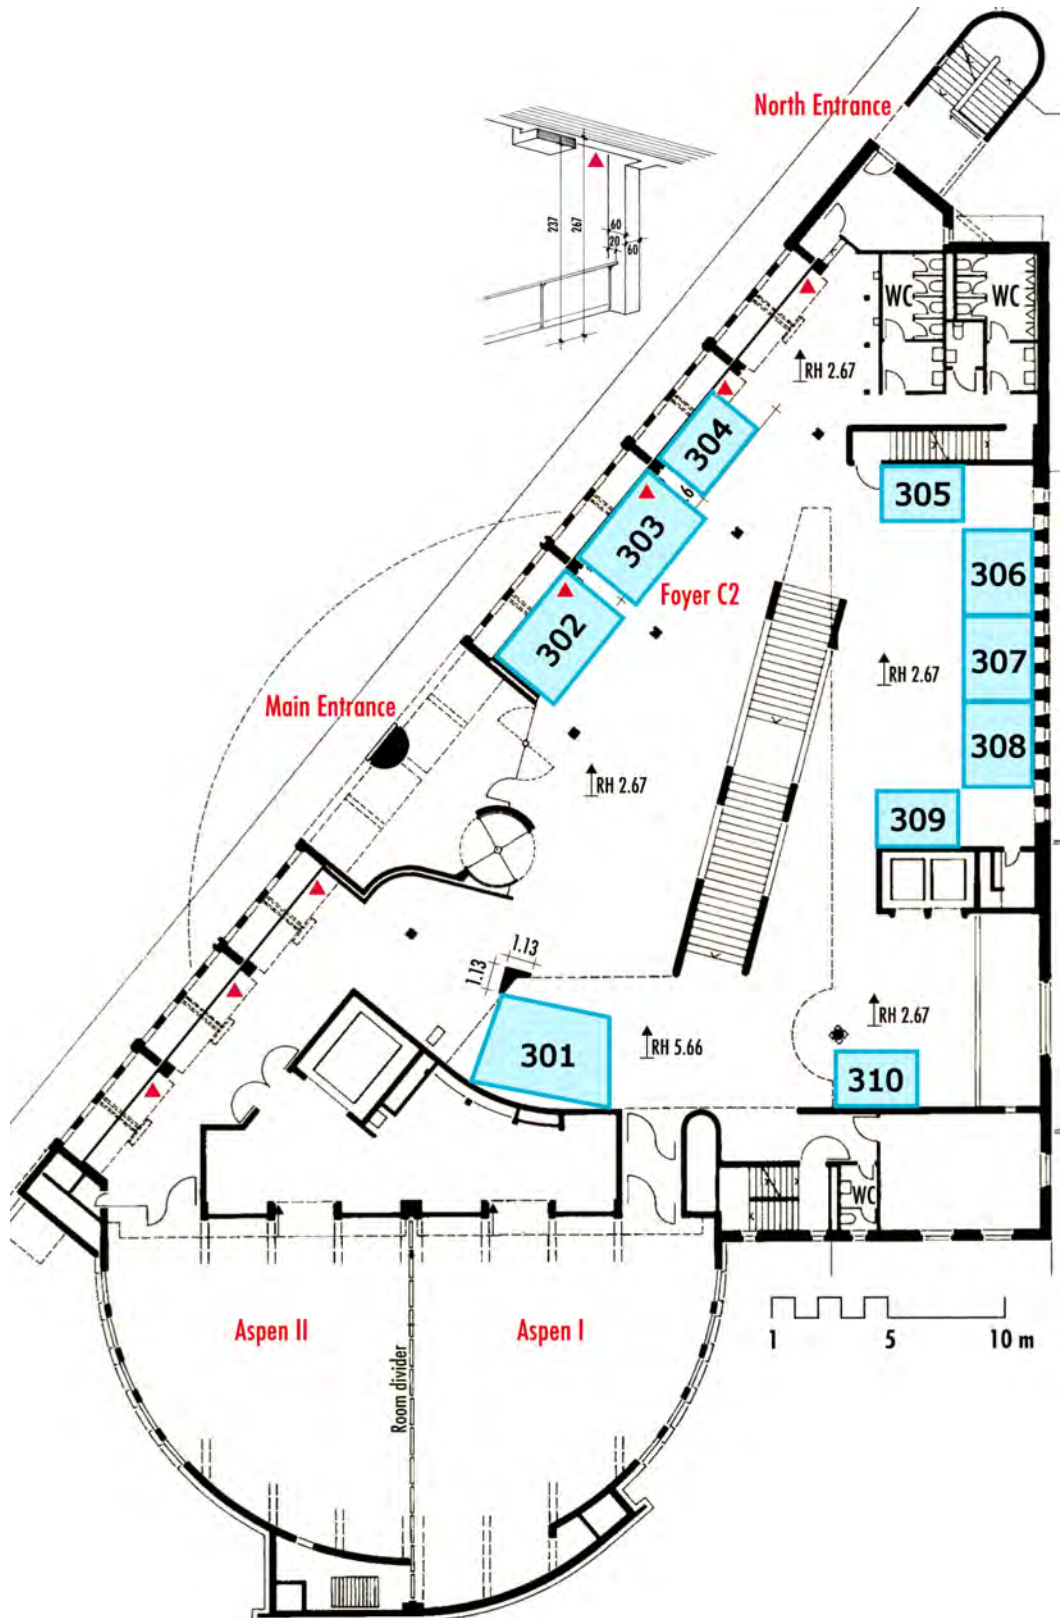 North Entrance
237
267
60
20
60
WC
WC
RH 2.67
304
303
305
306
Foyer C2
302
307
RH 2.67
Main Entrance
308
RH 2.67
309
1.13
1.13
RH 2.67
301
RH 5.66
310
WC
Aspen II
Aspen I
Room divider
1
5
10 m